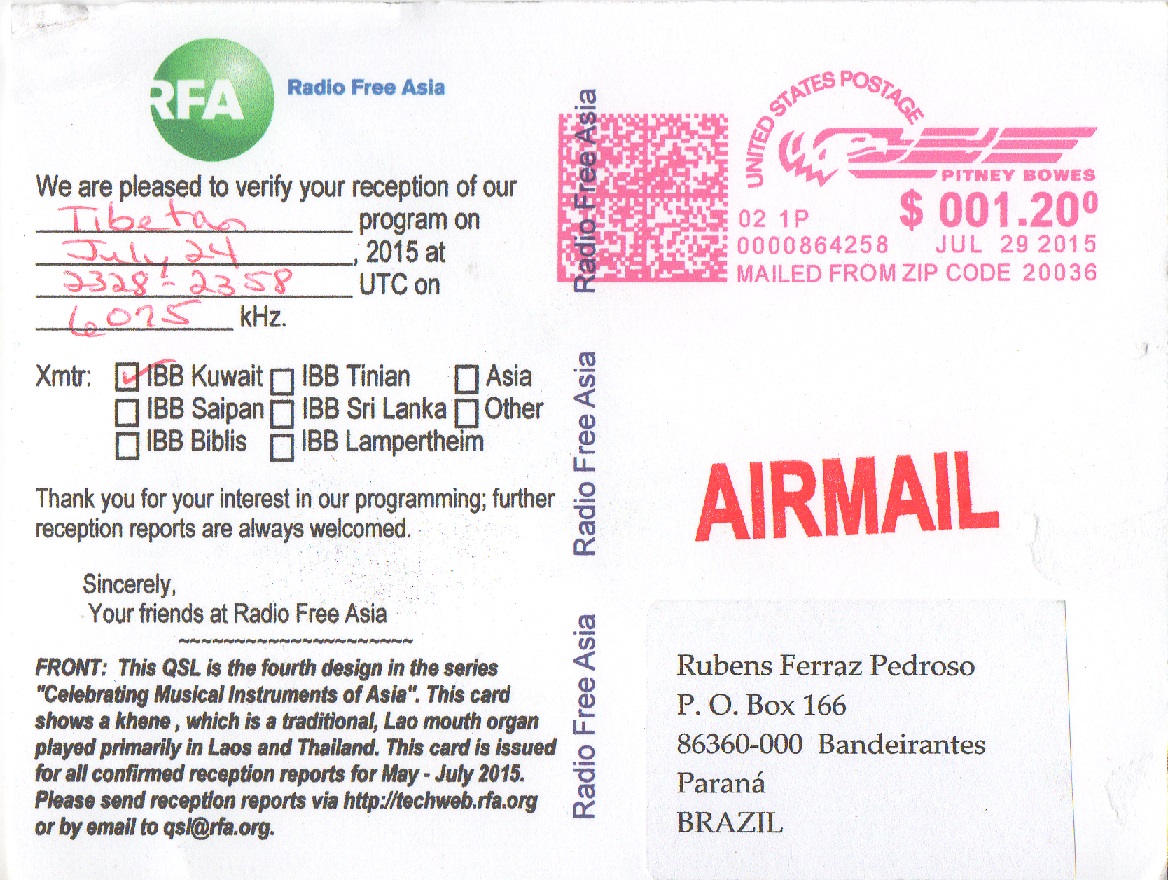 RFA Radio Free Asia
We are pleased to verify your reception of our
Tibetan program on
July 24, 2015 at
2328 - 2358 UTC on
6075 kHz.
Xmtr: IBB Kuwait IBB Tinian Asia
IBB Saipan IBB Sri Lanka Other
IBB Biblis IBB Lampertheim
Thank you for your interest in our programming; further
reception reports are always welcomed.
Sincerely,
Your friends at Radio Free Asia
~~~~~~~~~~~~~~~~~~~~~
FRONT: This QSL is the fourth design in the series
"Celebrating Musical Instruments of Asia". This card
shows a khene , which is a traditional, Lao mouth organ
played primarily in Laos and Thailand. This card is issued
for all confirmed reception reports for May - July 2015.
Please send reception reports via http://techweb.rfa.org
or by email to qsl@rfa.org.
Radio Free Asia
Radio Free Asia
Radio Free Asia
UNITED STATES POSTAGE
PITNEY BOWES
02 1P $ 001.20⁰
0000864258 JUL 29 2015
MAILED FROM ZIP CODE 20036
AIRMAIL
Rubens Ferraz Pedroso
P. O. Box 166
86360-000 Bandeirantes
Paraná
BRAZIL